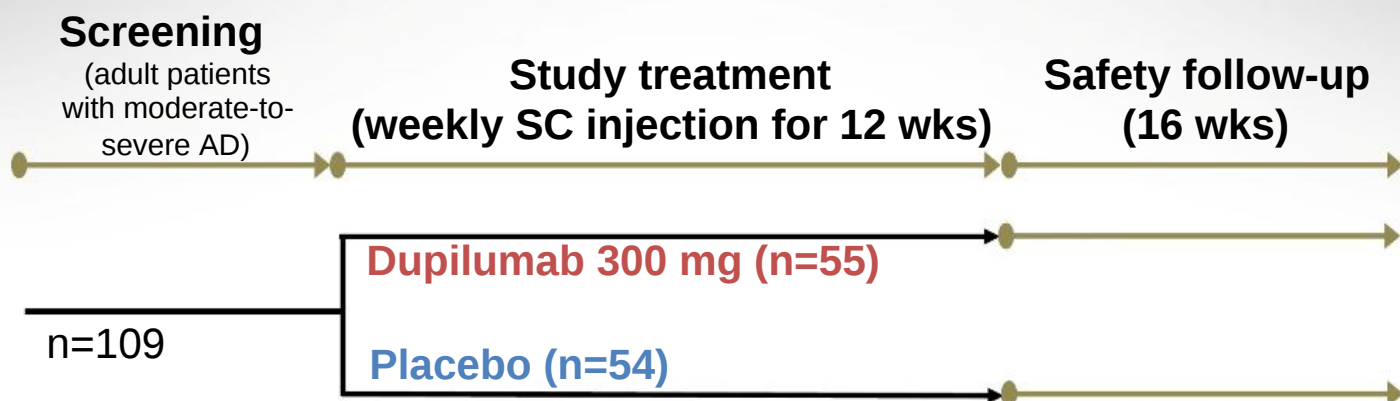 Screening
(adult patients
with moderate-to-
severe AD)
Study treatment
(weekly SC injection for 12 wks)
Safety follow-up
(16 wks)
Dupilumab 300 mg (n=55)
n=109
Placebo (n=54)